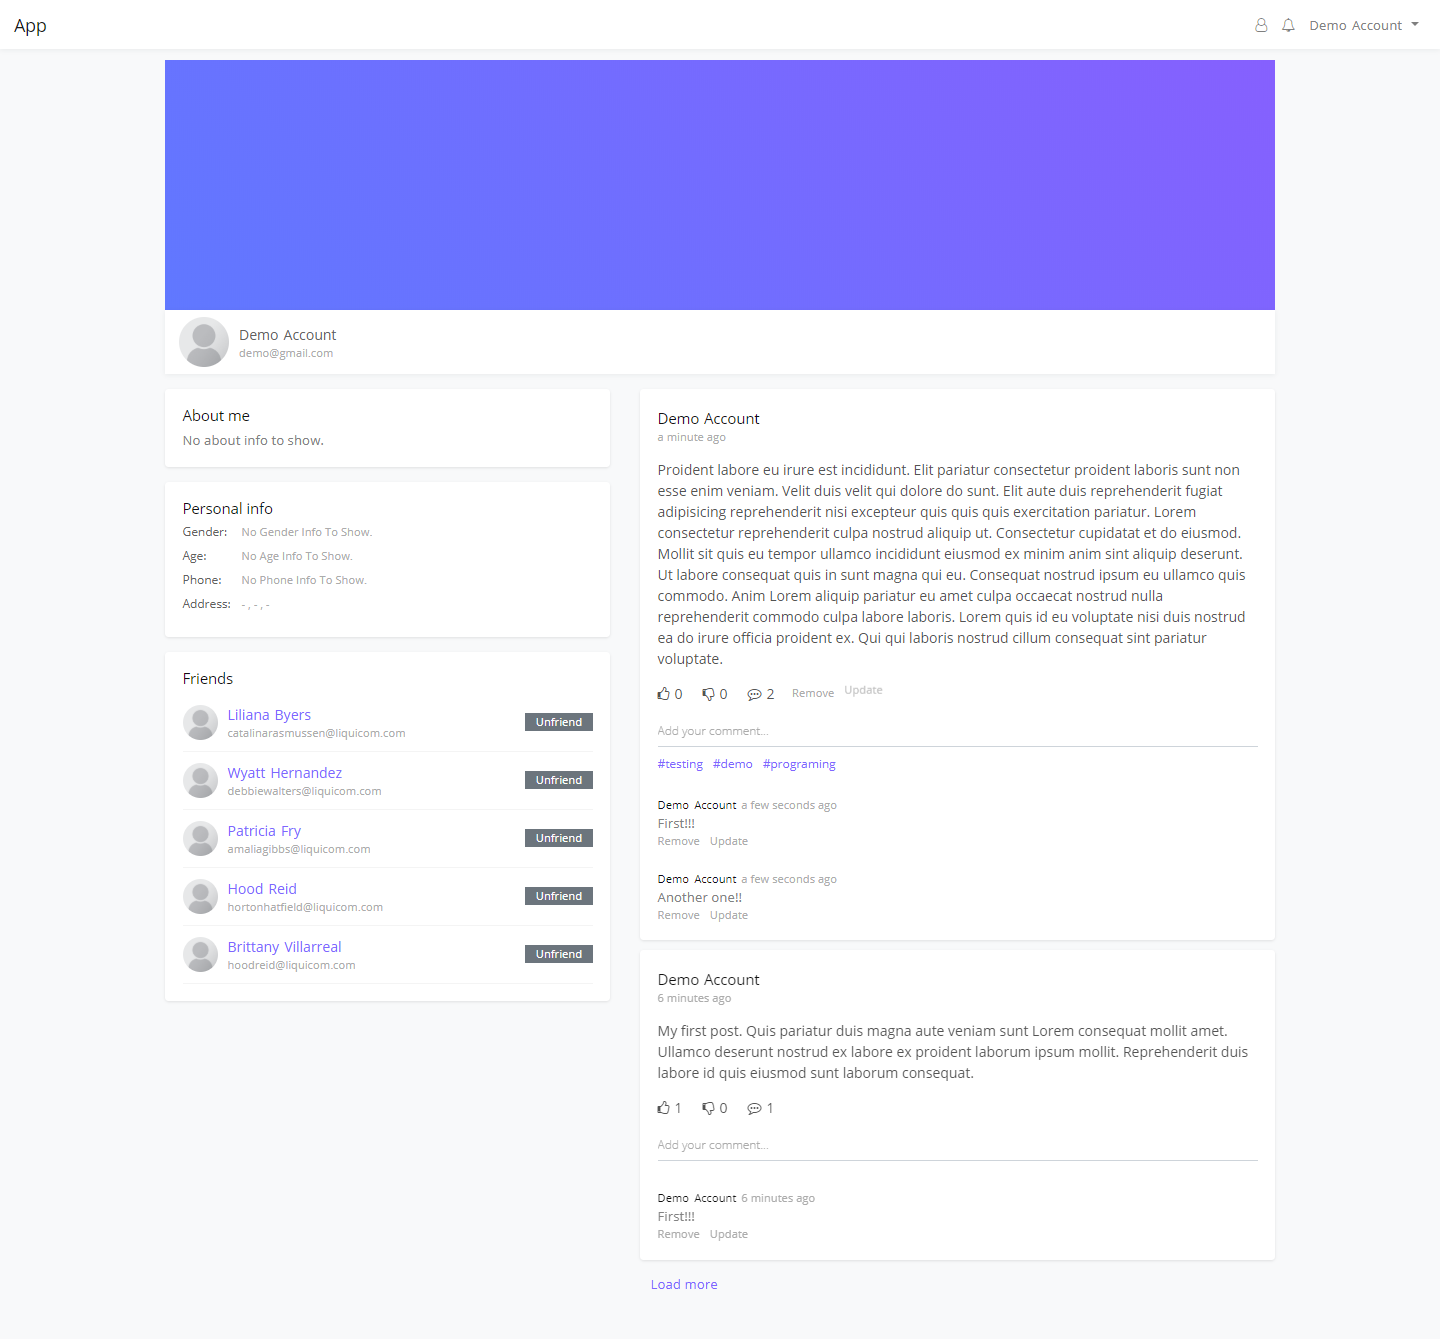 App
Demo Account
Demo Account
demo@gmail.com
About me
No about info to show.
Personal info
Gender: No Gender Info To Show.
Age: No Age Info To Show.
Phone: No Phone Info To Show.
Address: - , - , -
Friends
Liliana Byers
catalinarasmussen@liquicom.com
Unfriend
Wyatt Hernandez
debbiewalters@liquicom.com
Unfriend
Patricia Fry
amaliagibbs@liquicom.com
Unfriend
Hood Reid
hortonhatfield@liquicom.com
Unfriend
Brittany Villarreal
hoodreid@liquicom.com
Unfriend
Demo Account
a minute ago
Proident labore eu irure est incididunt. Elit pariatur consectetur proident laboris sunt non
esse enim veniam. Velit duis velit qui dolore do sunt. Elit aute duis reprehenderit fugiat
adipisicing reprehenderit nisi excepteur quis quis quis exercitation pariatur. Lorem
consectetur reprehenderit culpa nostrud aliquip ut. Consectetur cupidatat et do eiusmod.
Mollit sit quis eu tempor ullamco incididunt eiusmod ex minim anim sint aliquip deserunt.
Ut labore consequat quis in sunt magna qui eu. Consequat nostrud ipsum eu ullamco quis
commodo. Anim Lorem aliquip pariatur eu amet culpa occaecat nostrud nulla
reprehenderit commodo culpa labore laboris. Lorem quis id eu voluptate nisi duis nostrud
ea do irure officia proident ex. Qui qui laboris nostrud cillum consequat sint pariatur
voluptate.
0 0 2 Remove Update
Add your comment...
#testing #demo #programing
Demo Account a few seconds ago
First!!!
Remove Update
Demo Account a few seconds ago
Another one!!
Remove Update
Demo Account
6 minutes ago
My first post. Quis pariatur duis magna aute veniam sunt Lorem consequat mollit amet.
Ullamco deserunt nostrud ex labore ex proident laborum ipsum mollit. Reprehenderit duis
labore id quis eiusmod sunt laborum consequat.
1 0 1
Add your comment...
Demo Account 6 minutes ago
First!!!
Remove Update
Load more